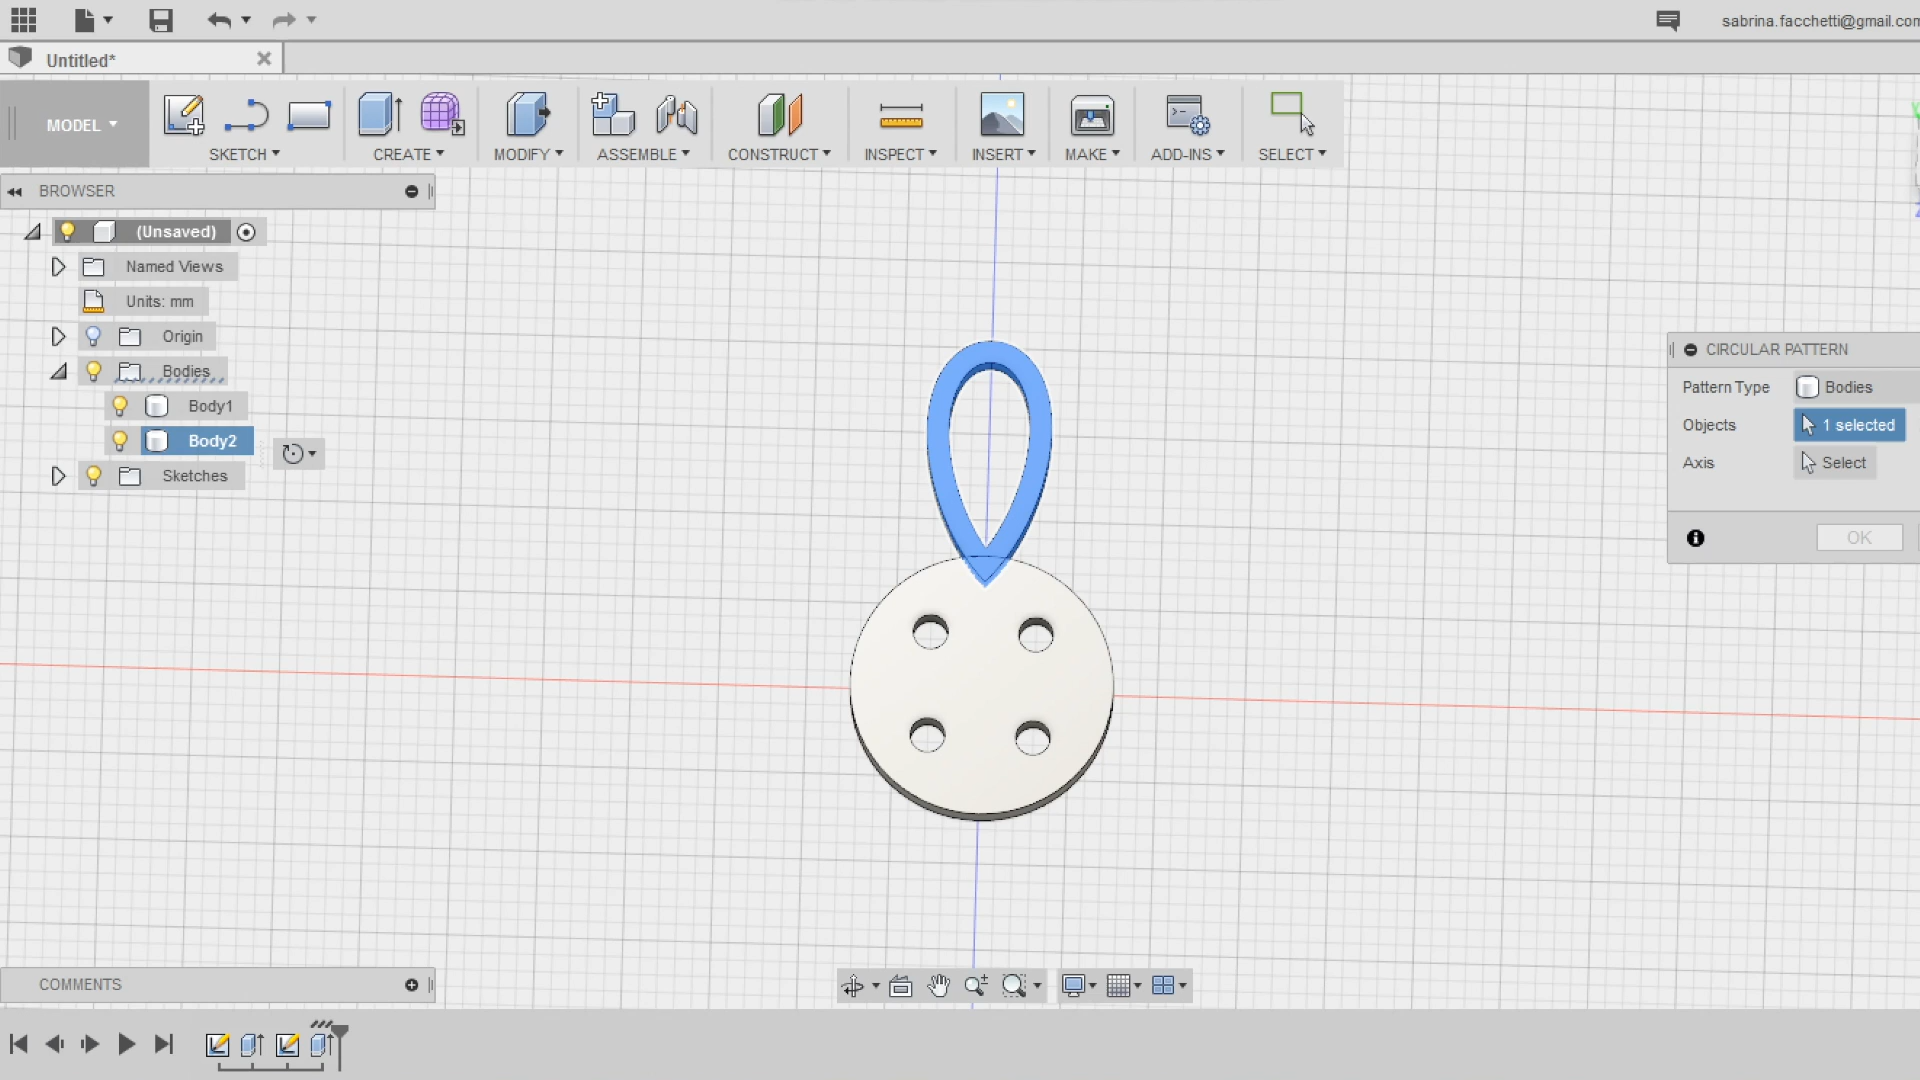 sabrina.facchetti@gmail.com
Untitled*
MODEL
SKETCH
CREATE
MODIFY
ASSEMBLE
CONSTRUCT
INSPECT
INSERT
MAKE
ADD-INS
SELECT
BROWSER
(Unsaved)
Named Views
Units: mm
Origin
Bodies
Body1
Body2
Sketches
CIRCULAR PATTERN
Pattern Type Bodies
Objects 1 selected
Axis Select
OK
COMMENTS